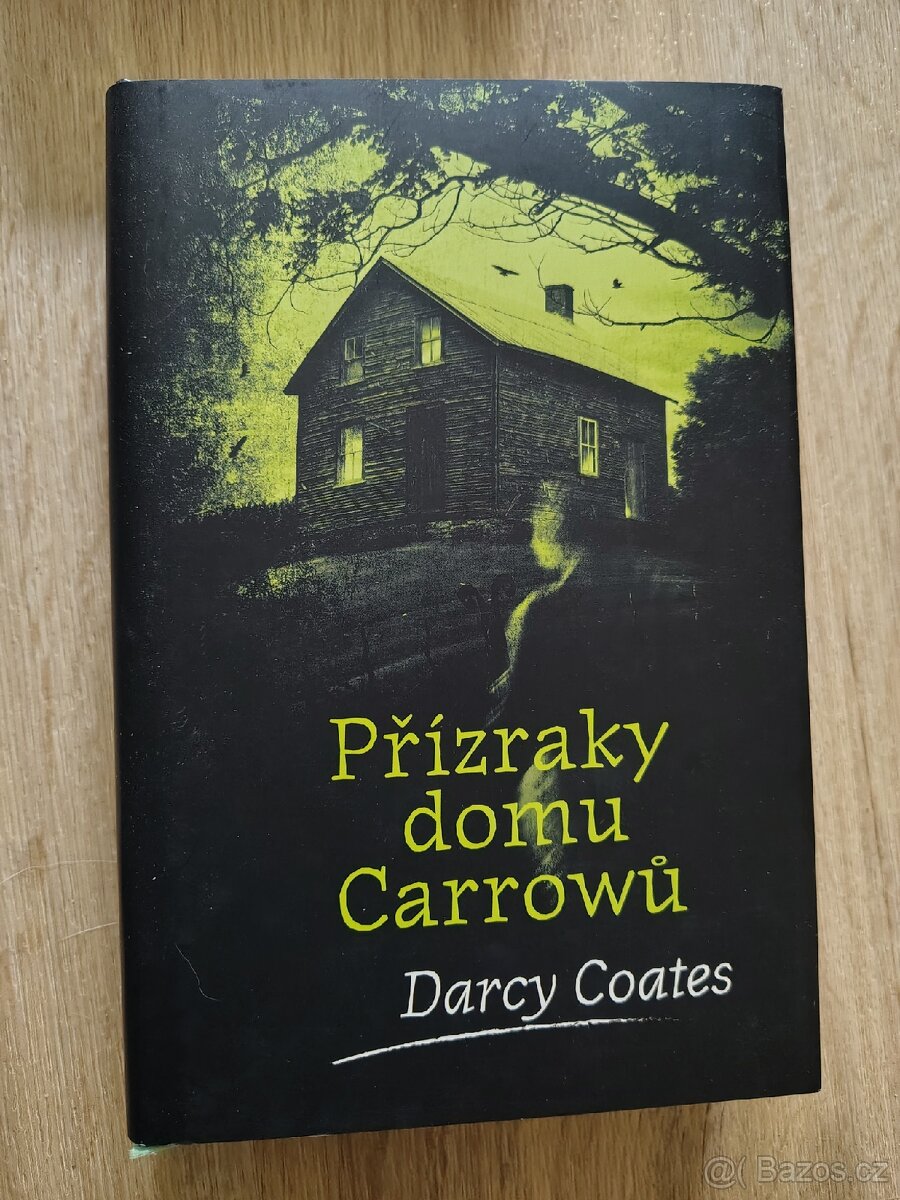 Přízraky
domu
Carrowů
Darcy Coates
@( Bazos.cz